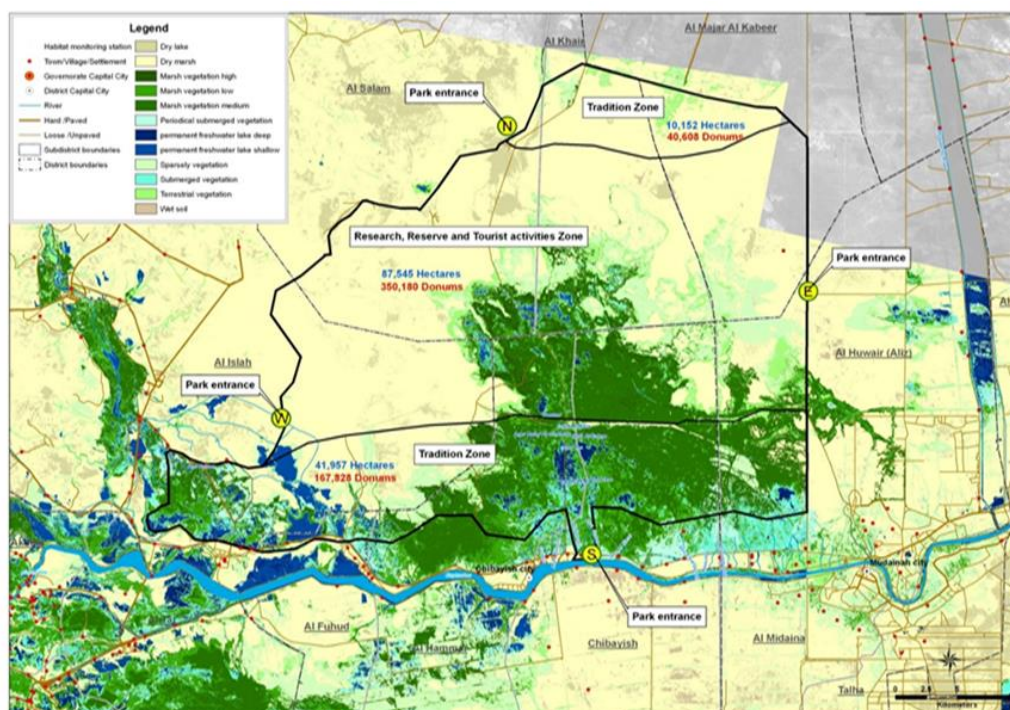 Legend
Habitat monitoring station
Town/Village/Settlement
Governorate Capital City
District Capital City
River
Hard /Paved
Loose /Unpaved
Subdistrict boundaries
District boundaries
Dry lake
Dry marsh
Marsh vegetation high
Marsh vegetation low
Marsh vegetation medium
Periodical submerged vegetation
permanent freshwater lake deep
permanent freshwater lake shallow
Sparsely vegetation
Submerged vegetation
Terrestrial vegetation
Wet soil
Al Majar Al Kabeer
Al Khair
Al Salam
Park entrance
N
Tradition Zone
10,152 Hectares
40,608 Donums
Research, Reserve and Tourist activities Zone
87,545 Hectares
350,180 Donums
Park entrance
E
Al Huwair (Aliz)
Al Islah
Park entrance
W
Tradition Zone
41,957 Hectares
167,828 Donums
S
Chibayish city
Mudainah city
Park entrance
Al Fuhud
Al Hammar
Chibayish
Al Midaina
Talha
0
Kilometers